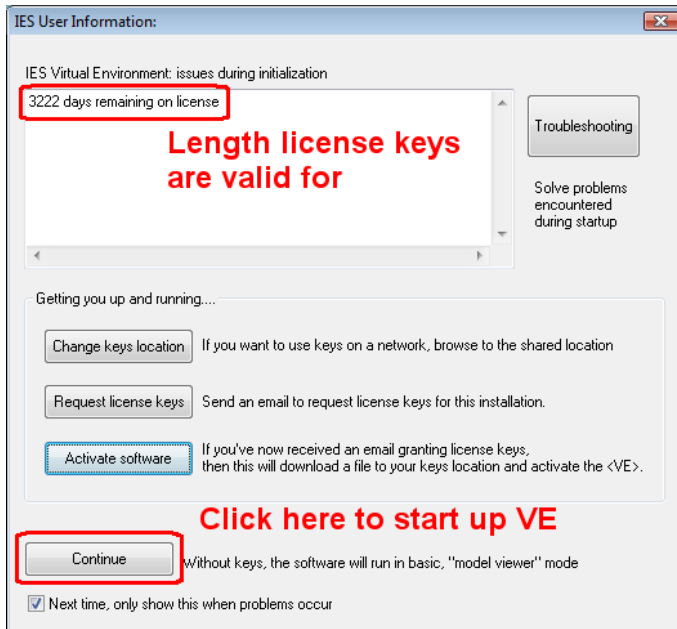 IES User Information:
IES Virtual Environment: issues during initialization
3222 days remaining on license
Length license keys
are valid for
Troubleshooting
Solve problems
encountered
during startup
Getting you up and running....
Change keys location
If you want to use keys on a network, browse to the shared location
Request license keys
Send an email to request license keys for this installation.
Activate software
If you've now received an email granting license keys,
then this will download a file to your keys location and activate the <VE>.
Click here to start up VE
Continue
Without keys, the software will run in basic, "model viewer" mode
Next time, only show this when problems occur